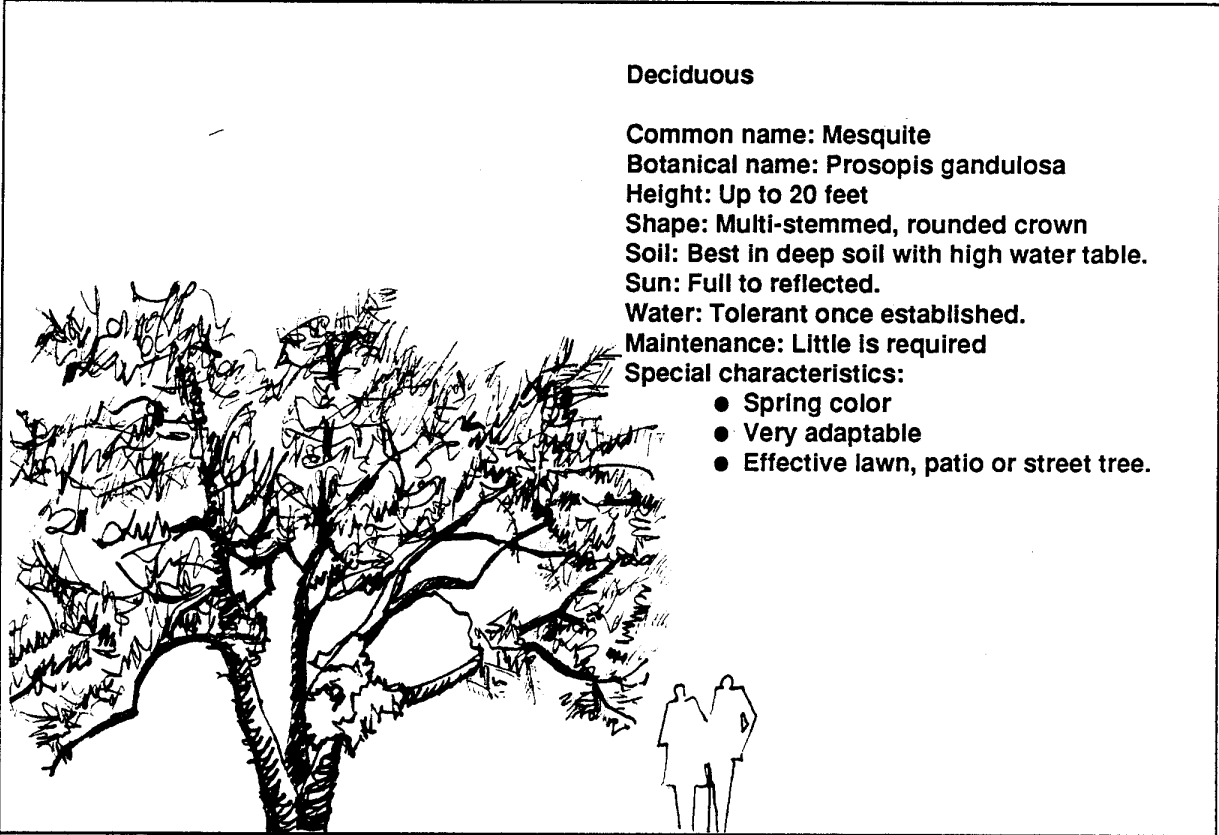 Deciduous
Common name: Mesquite
Botanical name: Prosopis gandulosa
Height: Up to 20 feet
Shape: Multi-stemmed, rounded crown
Soil: Best in deep soil with high water table.
Sun: Full to reflected.
Water: Tolerant once established.
Maintenance: Little is required
Special characteristics:
● Spring color
● Very adaptable
● Effective lawn, patio or street tree.